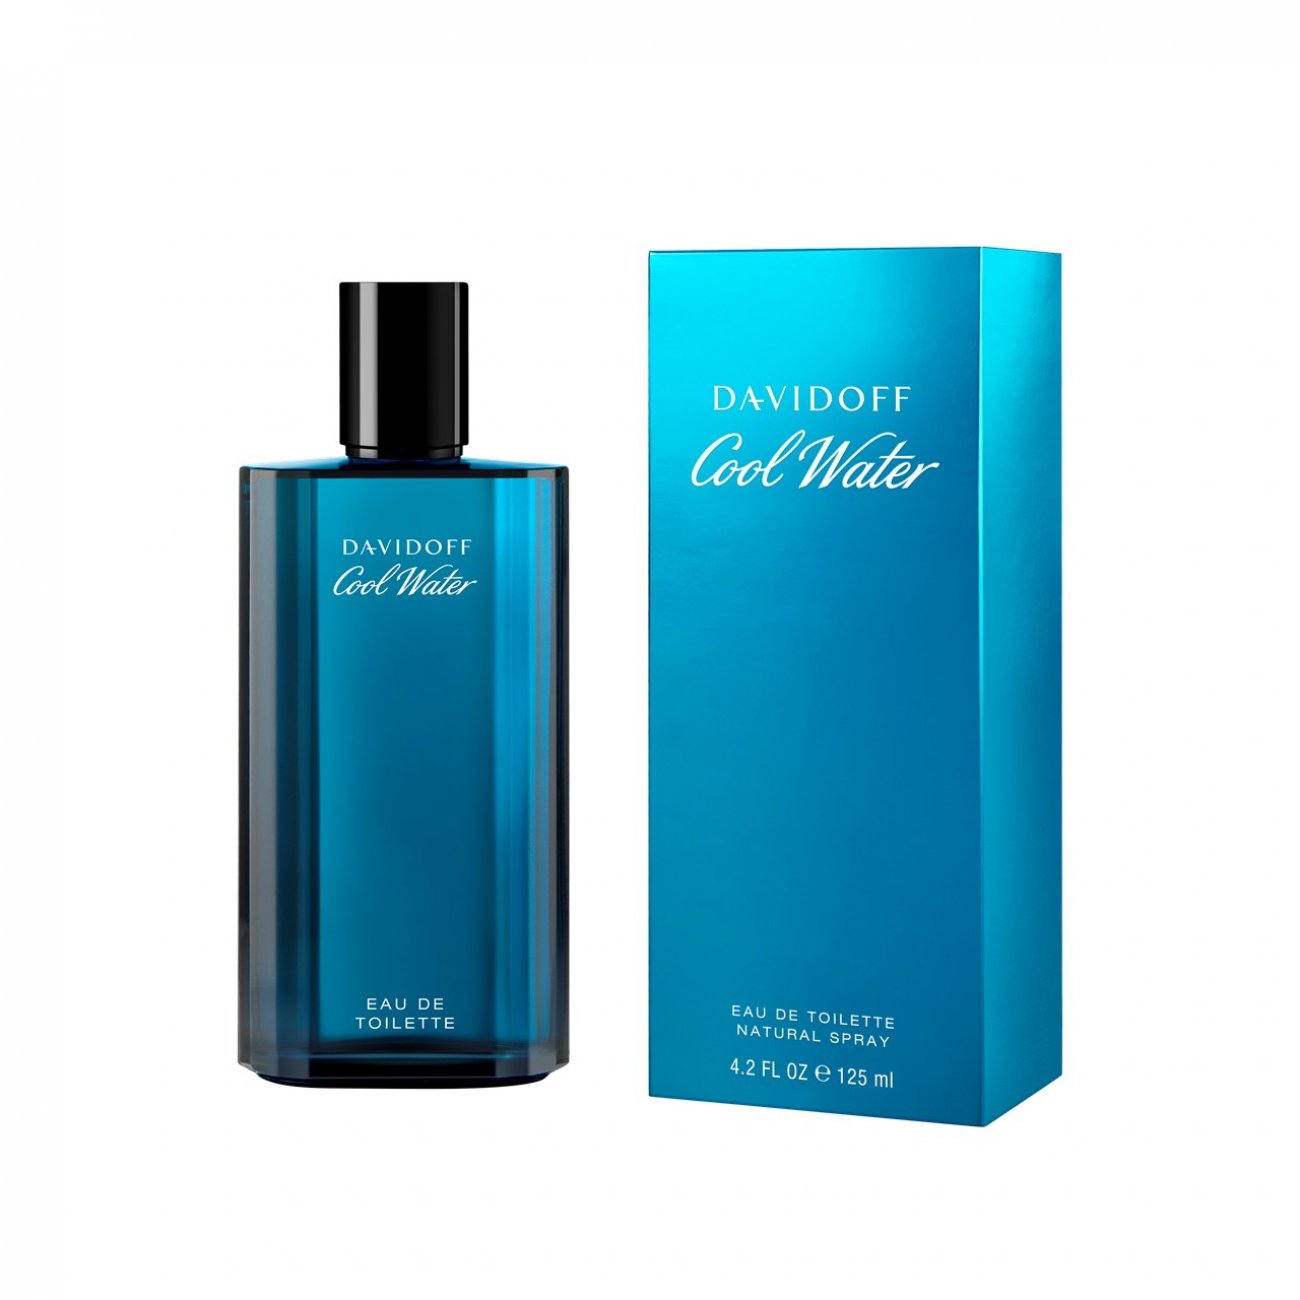 DAVIDOFF
Cool Water
EAU DE
TOILETTE
DAVIDOFF
Cool Water
EAU DE TOILETTE
NATURAL SPRAY
4.2 FL OZ ℮ 125 ml